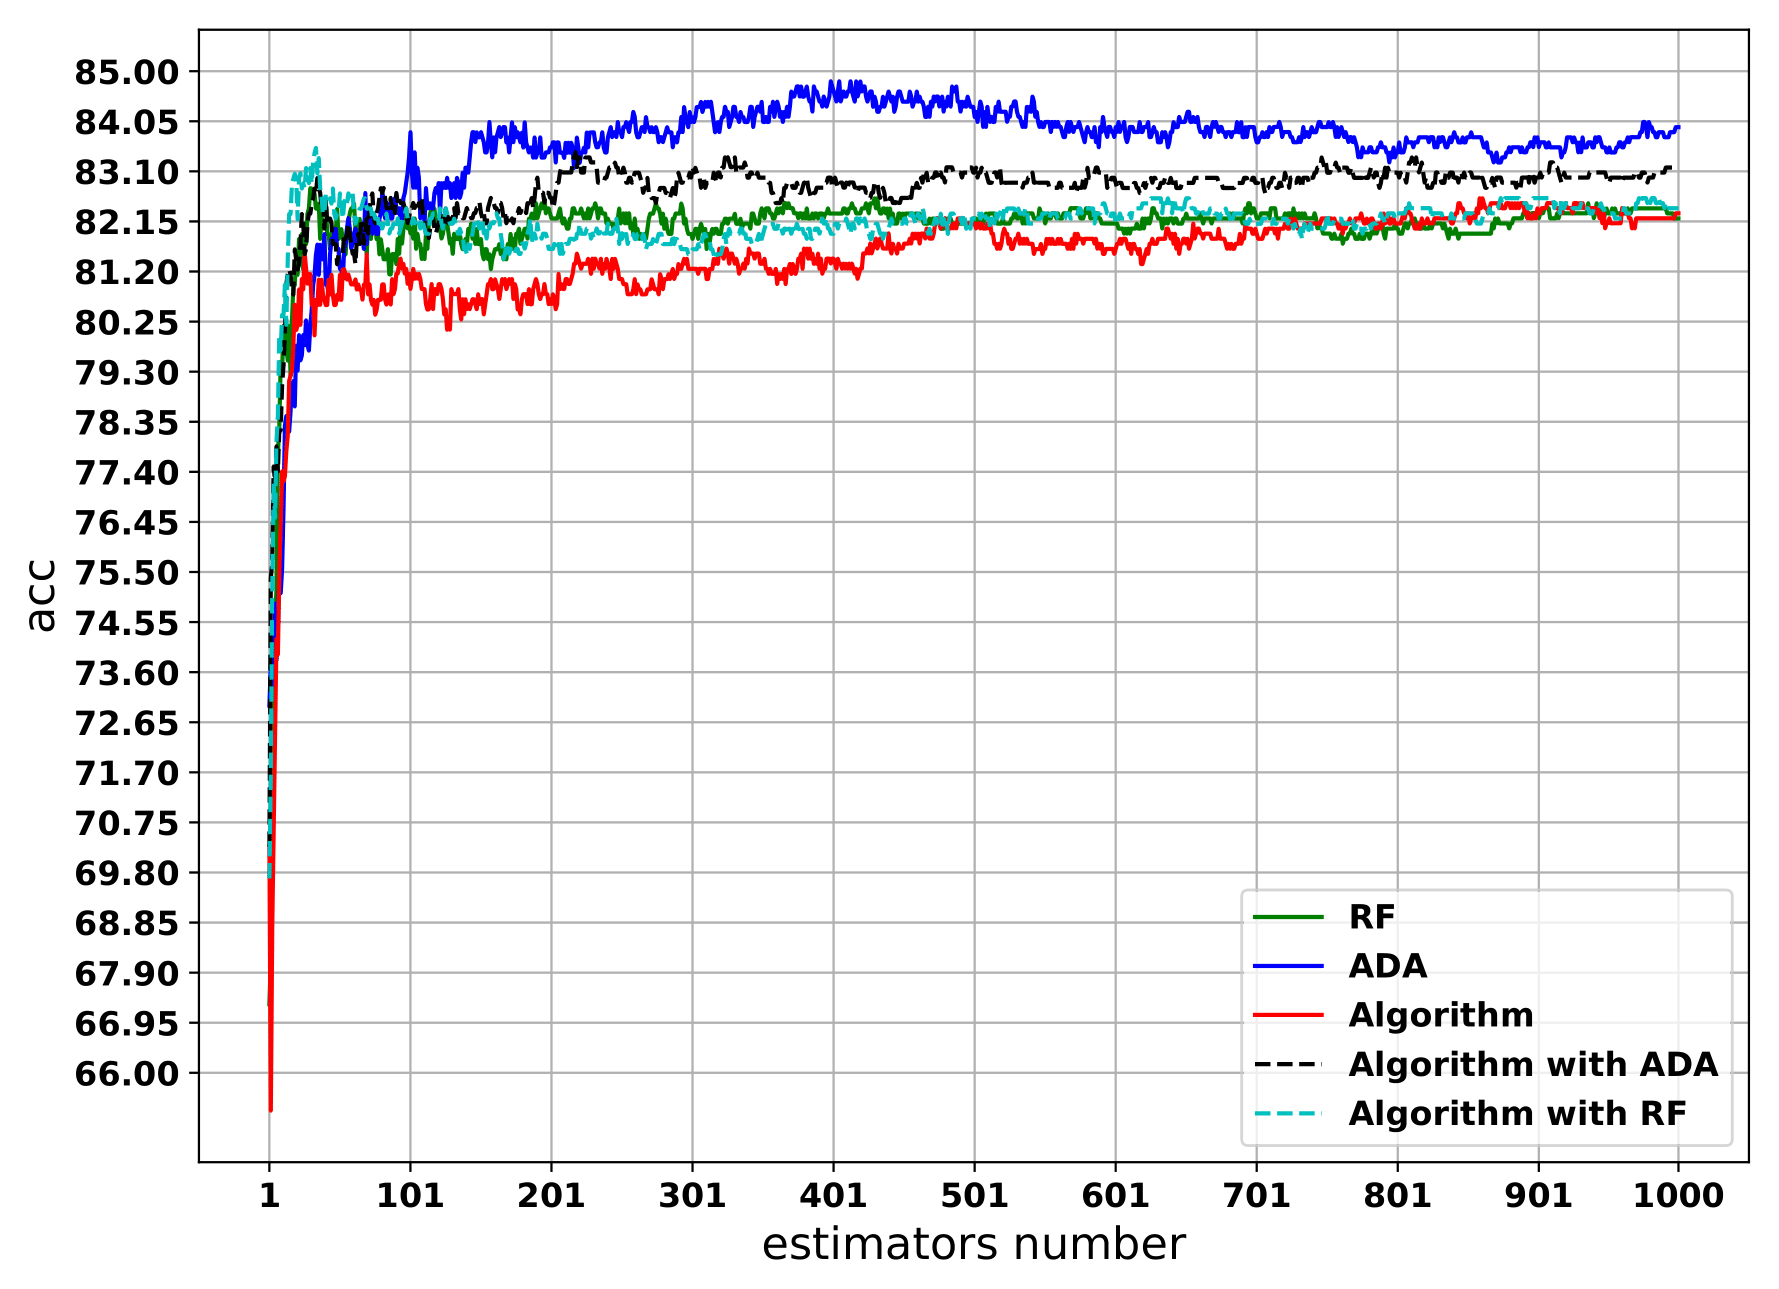 85.00
84.05
83.10
82.15
81.20
80.25
79.30
78.35
77.40
76.45
75.50
74.55
73.60
72.65
71.70
70.75
69.80
68.85
67.90
66.95
66.00
acc
RF
ADA
Algorithm
Algorithm with ADA
Algorithm with RF
1 101 201 301 401 501 601 701 801 901 1000
estimators number